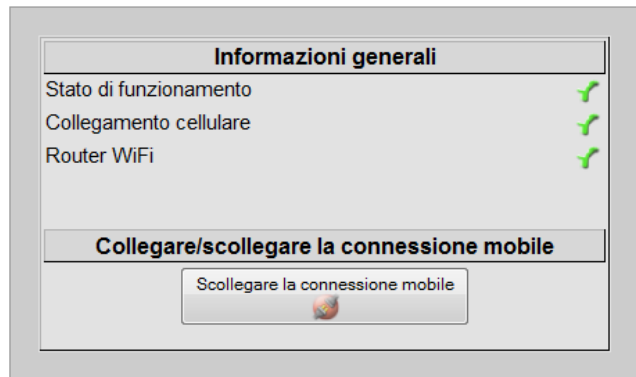 Informazioni generali
Stato di funzionamento
Collegamento cellulare
Router WiFi
Collegare/scollegare la connessione mobile
Scollegare la connessione mobile